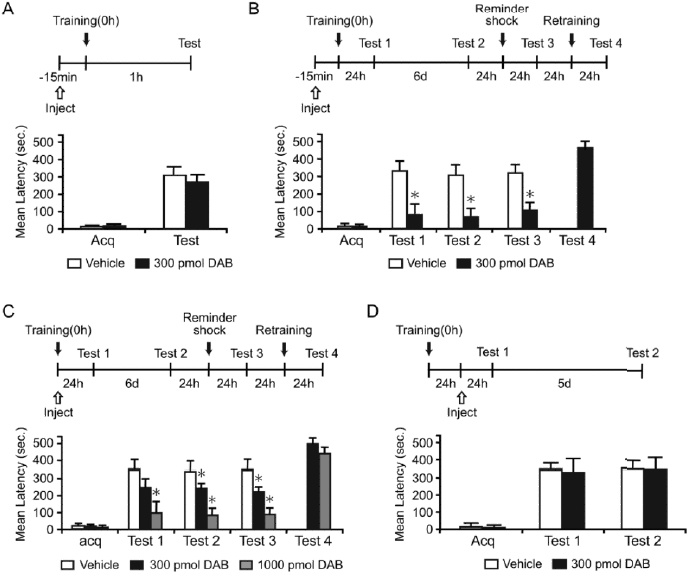 A
Training(0h)
Test
-15min
1h
Inject
Mean Latency (sec.)
500
400
300
200
100
0
Acq
Test
Vehicle
300 pmol DAB
B
Reminder
shock
Training(0h)
Retraining
Test 1
Test 2
Test 3
Test 4
-15min
24h
6d
24h
24h
24h
24h
Inject
Mean Latency (sec.)
500
400
300
200
100
0
*
*
*
Acq
Test 1
Test 2
Test 3
Test 4
Vehicle
300 pmol DAB
C
Reminder
shock
Training(0h)
Retraining
Test 1
Test 2
Test 3
Test 4
24h
6d
24h
24h
24h
24h
Inject
Mean Latency (sec.)
500
400
300
200
100
0
*
*
*
*
*
acq
Test 1
Test 2
Test 3
Test 4
Vehicle
300 pmol DAB
1000 pmol DAB
D
Training(0h)
Test 1
Test 2
24h
24h
5d
Inject
Mean Latency (sec.)
500
400
300
200
100
0
Acq
Test 1
Test 2
Vehicle
300 pmol DAB